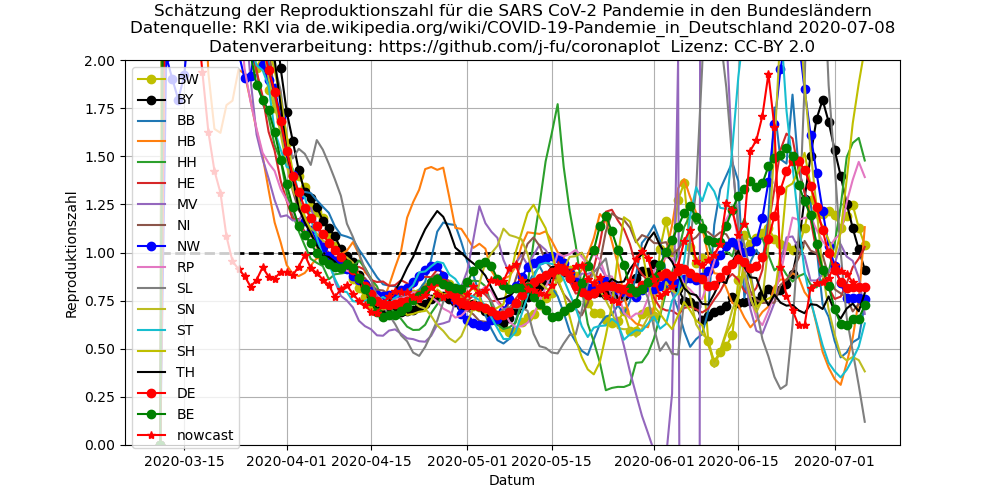 Schätzung der Reproduktionszahl für die SARS CoV-2 Pandemie in den Bundesländern
Datenquelle: RKI via de.wikipedia.org/wiki/COVID-19-Pandemie_in_Deutschland 2020-07-08
Datenverarbeitung: https://github.com/j-fu/coronaplot Lizenz: CC-BY 2.0
Reproduktionszahl
2.00
1.75
1.50
1.25
1.00
0.75
0.50
0.25
0.00
BW
BY
BB
HB
HH
HE
MV
NI
NW
RP
SL
SN
ST
SH
TH
DE
BE
nowcast
2020-03-15 2020-04-01 2020-04-15 2020-05-01 2020-05-15 2020-06-01 2020-06-15 2020-07-01
Datum